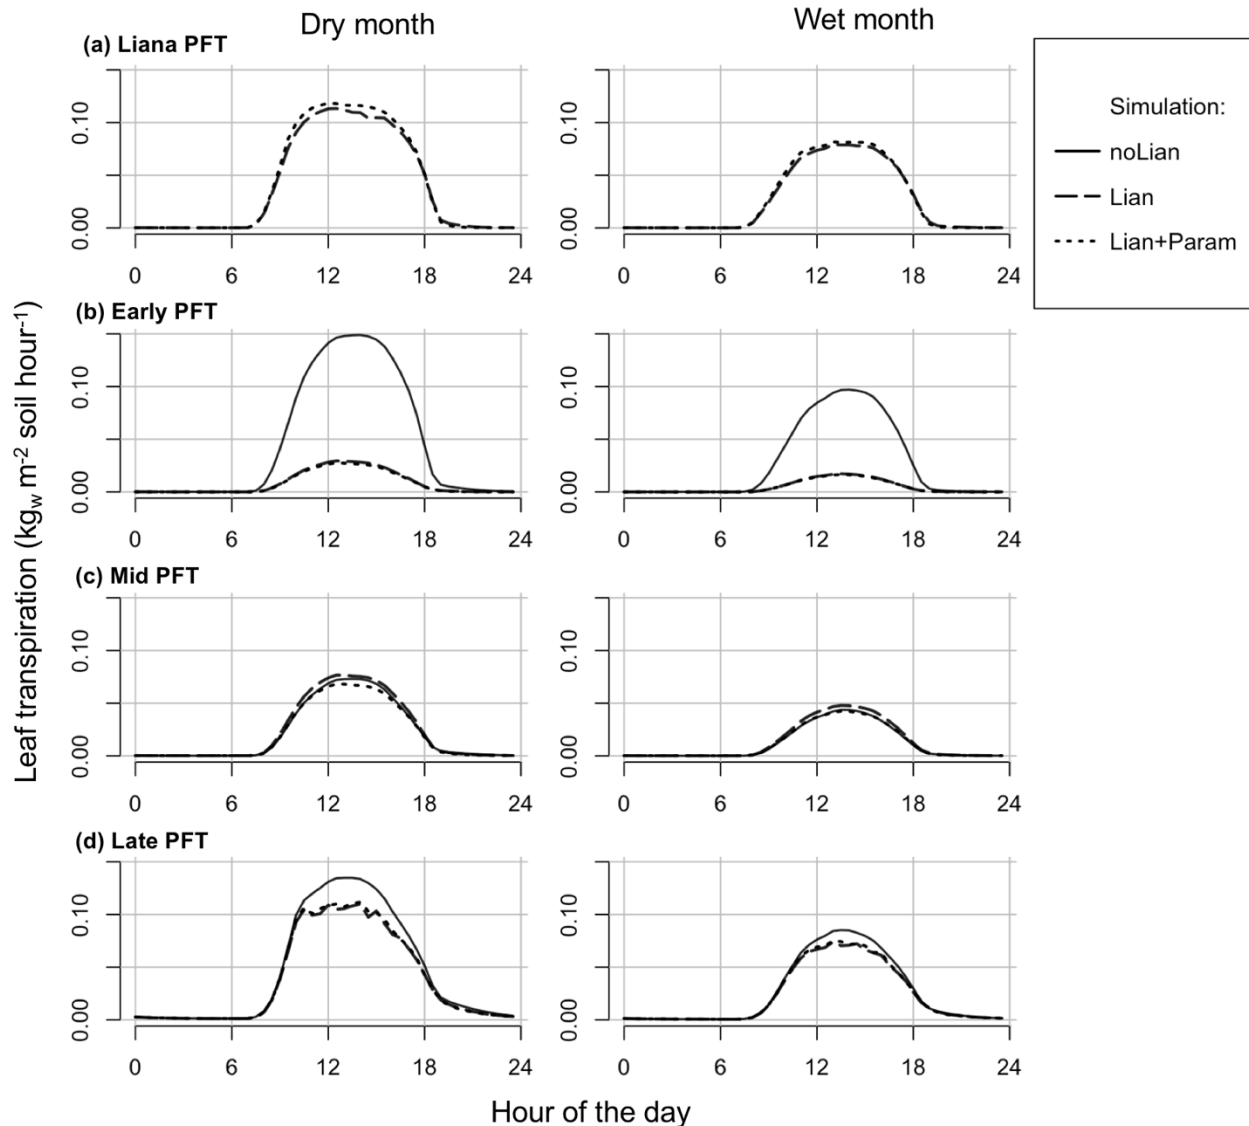 Dry month
Wet month
(a) Liana PFT
0.10
0.00
0 6 12 18 24
0.10
0.00
0 6 12 18 24
Simulation:
noLian
Lian
Lian+Param
Leaf transpiration (kgw m-2 soil hour-1)
(b) Early PFT
0.10
0.00
0 6 12 18 24
0.10
0.00
0 6 12 18 24
(c) Mid PFT
0.10
0.00
0 6 12 18 24
0.10
0.00
0 6 12 18 24
(d) Late PFT
0.10
0.00
0 6 12 18 24
0.10
0.00
0 6 12 18 24
Hour of the day